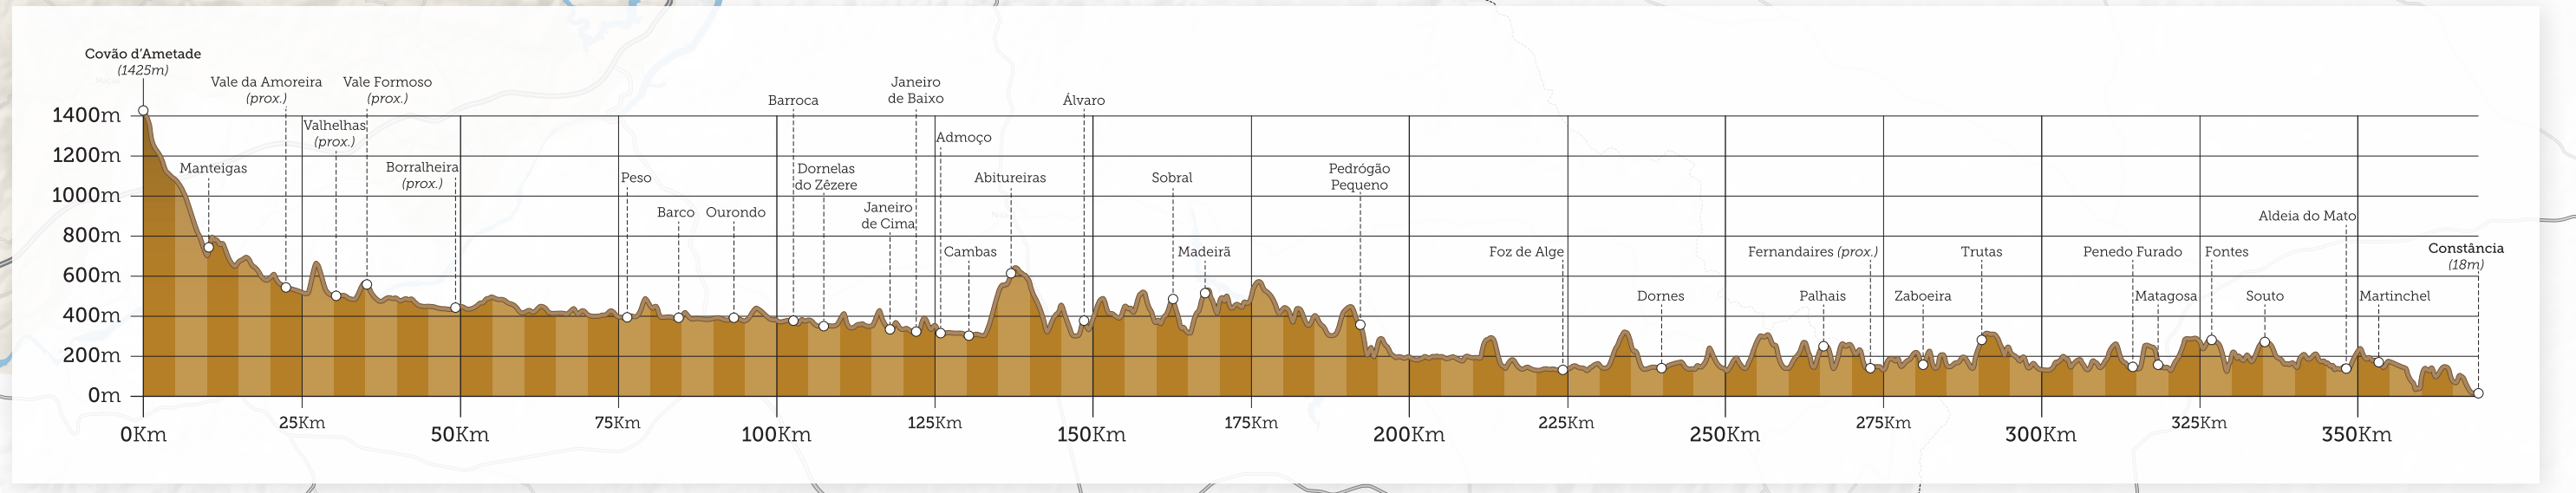 Covão d'Ametade
(1425m)
Vale da Amoreira
(prox.)
Vale Formoso
(prox.)
Janeiro
de Baixo
Barroca
Álvaro
1400m
Valhelhas
(prox.)
Admoço
1200m
Manteigas
Borralheira
(prox.)
Peso
Dornelas
do Zêzere
Abitureiras
Sobral
Pedrógão
Pequeno
1000m
Barco
Ourondo
Janeiro
de Cima
Aldeia do Mato
800m
Cambas
Madeirã
Foz de Alge
Fernandaires (prox.)
Trutas
Penedo Furado
Fontes
Constância
(18m)
600m
Dornes
Palhais
Zaboeira
Matagosa
Souto
Martinchel
400m
200m
0m
0Km
25Km
50Km
75Km
100Km
125Km
150Km
175Km
200Km
225Km
250Km
275Km
300Km
325Km
350Km